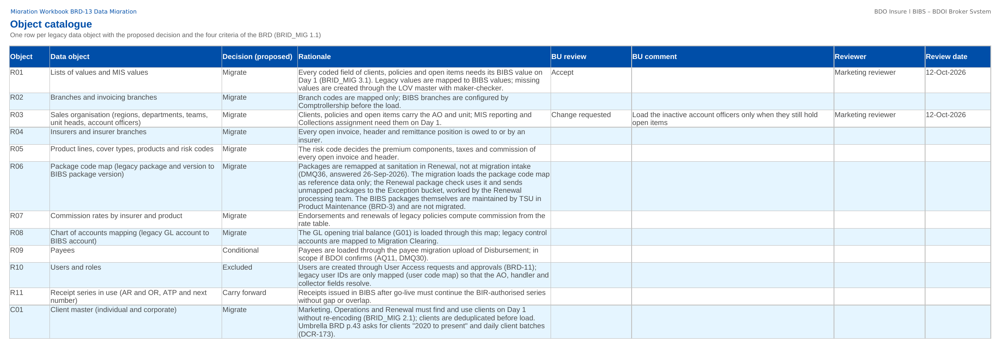 Migration Workbook BRD-13 Data Migration
BDO Insure | BIBS – BDOI Broker System
Object catalogue
One row per legacy data object with the proposed decision and the four criteria of the BRD (BRID_MIG 1.1)
Object Data object Decision (proposed) Rationale BU review BU comment Reviewer Review date
R01 Lists of values and MIS values Migrate Every coded field of clients, policies and open items needs its BIBS value on Accept Marketing reviewer 12-Oct-2026
Day 1 (BRID_MIG 3.1). Legacy values are mapped to BIBS values; missing
values are created through the LOV master with maker-checker.
R02 Branches and invoicing branches Migrate Branch codes are mapped only; BIBS branches are configured by
Comptrollership before the load.
R03 Sales organisation (regions, departments, teams, Migrate Clients, policies and open items carry the AO and unit; MIS reporting and Change requested Load the inactive account officers only when they still hold Marketing reviewer 12-Oct-2026
unit heads, account officers) Collections assignment need them on Day 1. open items
R04 Insurers and insurer branches Migrate Every open invoice, header and remittance position is owed to or by an
insurer.
R05 Product lines, cover types, products and risk codes Migrate The risk code decides the premium components, taxes and commission of
every open invoice and header.
R06 Package code map (legacy package and version to Migrate Packages are remapped at sanitation in Renewal, not at migration intake
BIBS package version) (DMQ36, answered 26-Sep-2026). The migration loads the package code map
as reference data only; the Renewal package check uses it and sends
unmapped packages to the Exception bucket, worked by the Renewal
processing team. The BIBS packages themselves are maintained by TSU in
Product Maintenance (BRD-3) and are not migrated.
R07 Commission rates by insurer and product Migrate Endorsements and renewals of legacy policies compute commission from the
rate table.
R08 Chart of accounts mapping (legacy GL account to Migrate The GL opening trial balance (G01) is loaded through this map; legacy control
BIBS account) accounts are mapped to Migration Clearing.
R09 Payees Conditional Payees are loaded through the payee migration upload of Disbursement; in
scope if BDOI confirms (AQ11, DMQ30).
R10 Users and roles Excluded Users are created through User Access requests and approvals (BRD-11);
legacy user IDs are only mapped (user code map) so that the AO, handler and
collector fields resolve.
R11 Receipt series in use (AR and OR, ATP and next Carry forward Receipts issued in BIBS after go-live must continue the BIR-authorised series
number) without gap or overlap.
C01 Client master (individual and corporate) Migrate Marketing, Operations and Renewal must find and use clients on Day 1
without re-encoding (BRID_MIG 2.1); clients are deduplicated before load.
Umbrella BRD p.43 asks for clients "2020 to present" and daily client batches
(DCR-173).